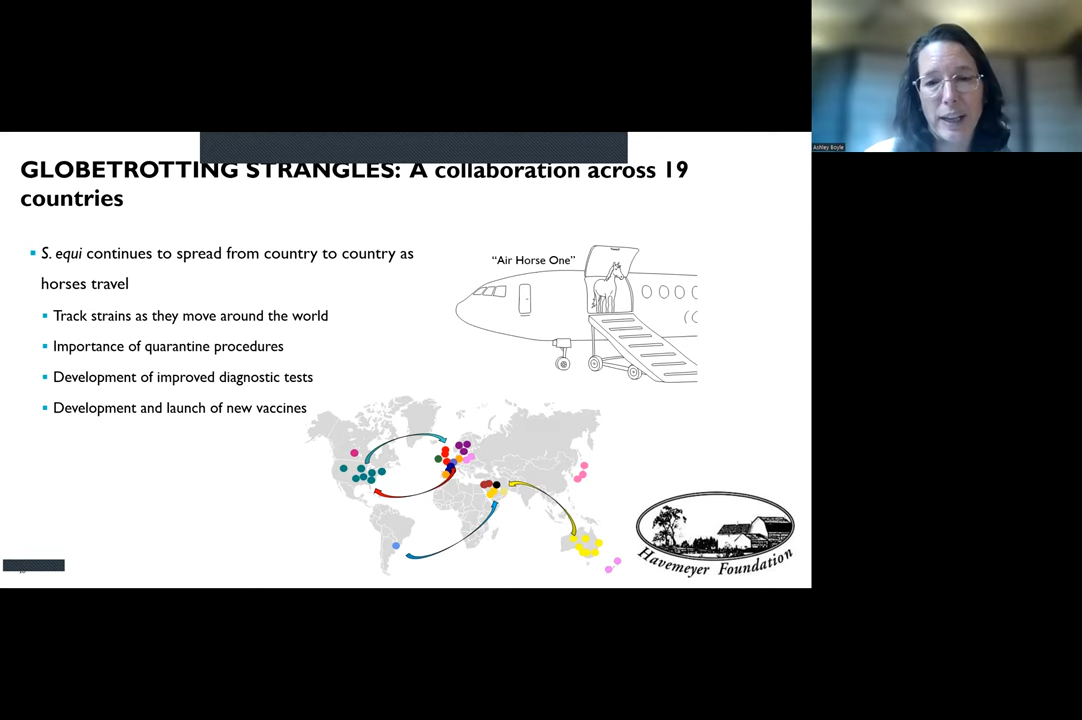 Ashley Boyle
GLOBETROTTING STRANGLES: A collaboration across 19
countries
S. equi continues to spread from country to country as
horses travel
Track strains as they move around the world
Importance of quarantine procedures
Development of improved diagnostic tests
Development and launch of new vaccines
“Air Horse One”
Havemeyer Foundation